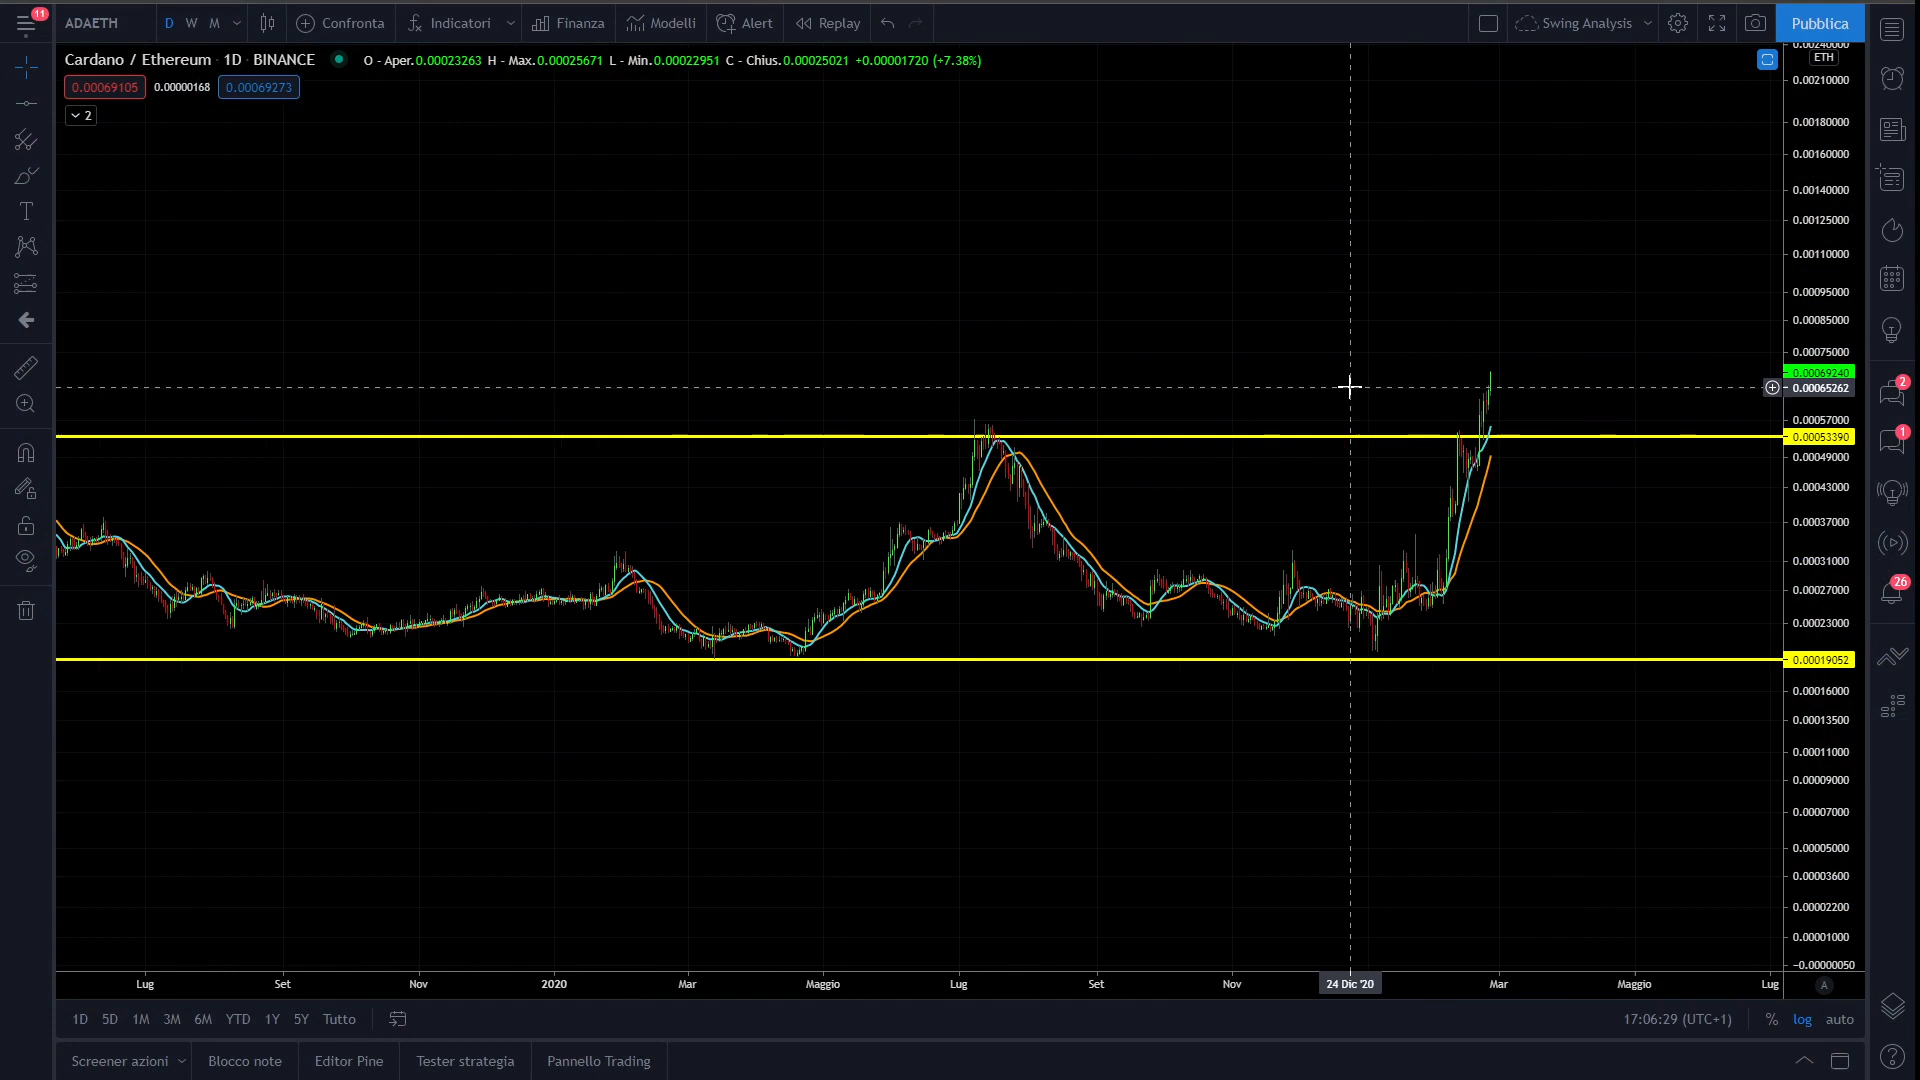 11
ADAETH
D W M
Confronta
Indicatori
Finanza
Modelli
Alert
Replay
Swing Analysis
Pubblica
Cardano / Ethereum · 1D · BINANCE
O - Aper.0.00023263 H - Max.0.00025671 L - Min.0.00022951 C - Chius.0.00025021 +0.00001720 (+7.38%)
0.00069105 0.00000168 0.00069273
2
T
0.00240000
ETH
0.00210000
0.00180000
0.00160000
0.00140000
0.00125000
0.00110000
0.00095000
0.00085000
0.00075000
0.00069240
0.00065262
0.00057000
0.00053390
0.00049000
0.00043000
0.00037000
0.00031000
0.00027000
0.00023000
0.00019052
0.00016000
0.00013500
0.00011000
0.00009000
0.00007000
0.00005000
0.00003600
0.00002200
0.00001000
-0.00000050
2
1
26
Lug Set Nov 2020 Mar Maggio Lug Set Nov 24 Dic '20 Mar Maggio Lug
A
1D 5D 1M 3M 6M YTD 1Y 5Y Tutto
17:06:29 (UTC+1) % log auto
Screener azioni Blocco note Editor Pine Tester strategia Pannello Trading